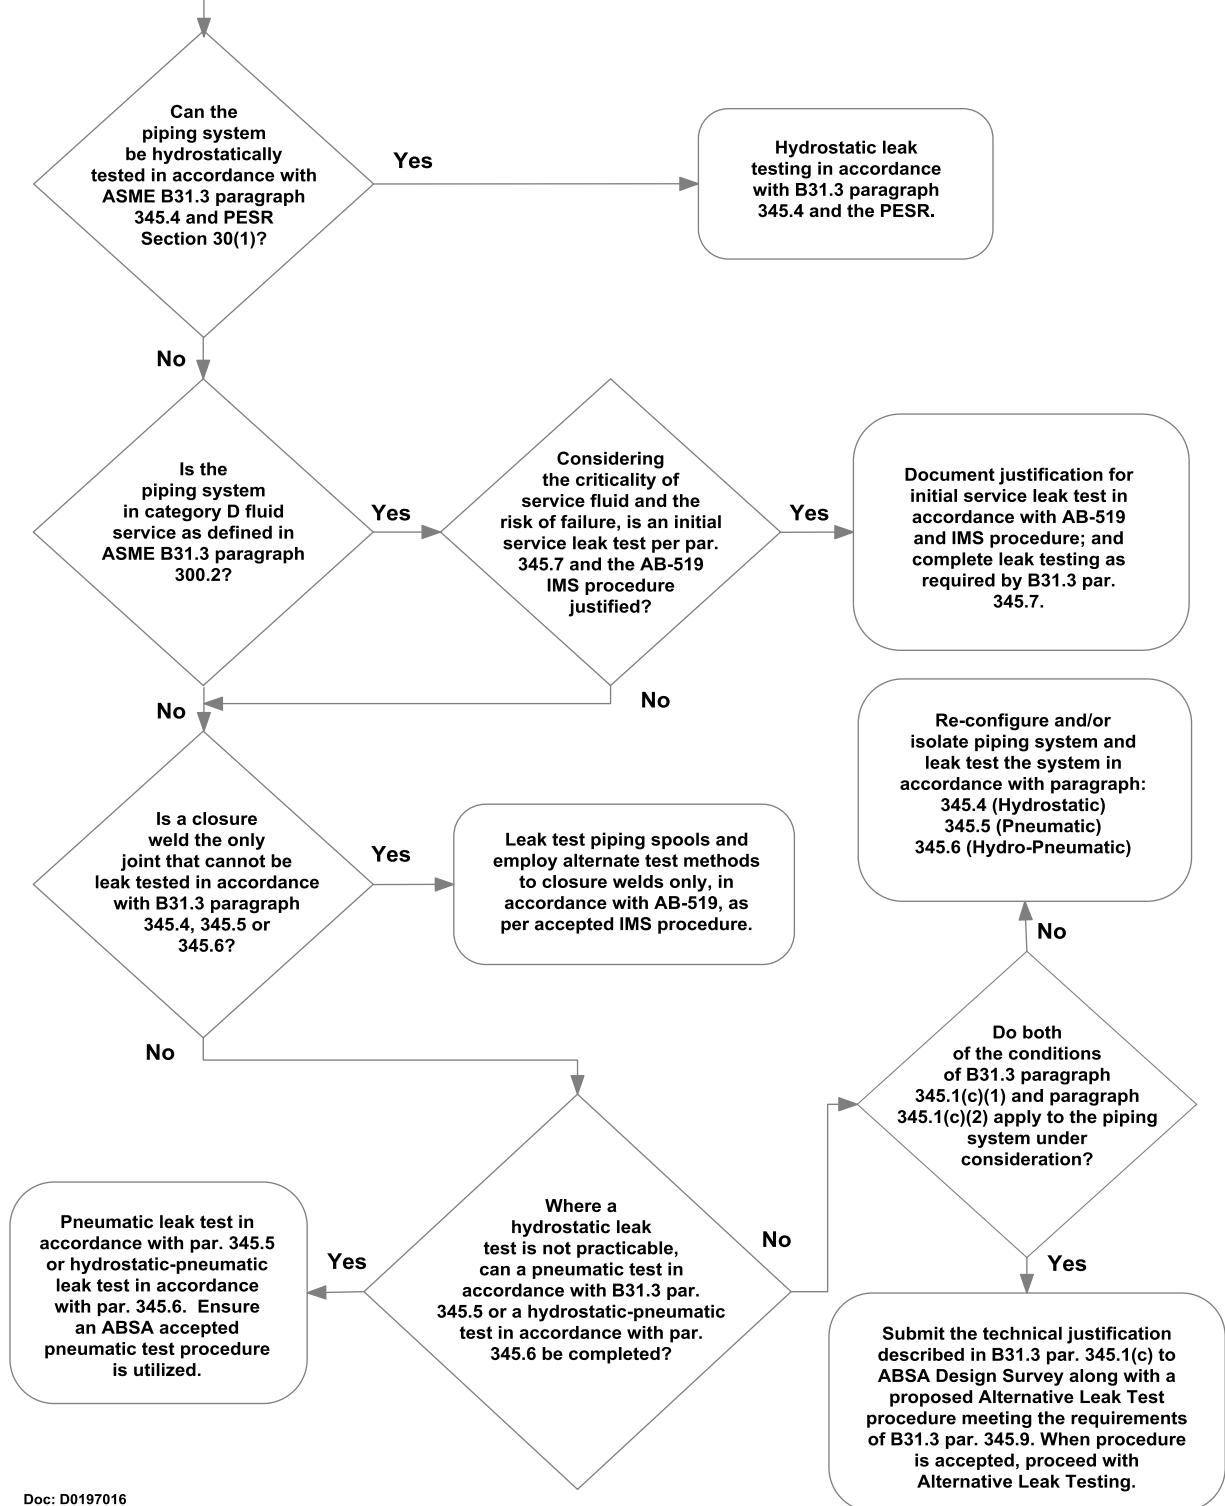 Can the
piping system
be hydrostatically
tested in accordance with
ASME B31.3 paragraph
345.4 and PESR
Section 30(1)?
Yes
Hydrostatic leak
testing in accordance
with B31.3 paragraph
345.4 and the PESR.
No
Is the
piping system
in category D fluid
service as defined in
ASME B31.3 paragraph
300.2?
Yes
Considering
the criticality of
service fluid and the
risk of failure, is an initial
service leak test per par.
345.7 and the AB-519
IMS procedure
justified?
Yes
Document justification for
initial service leak test in
accordance with AB-519
and IMS procedure; and
complete leak testing as
required by B31.3 par.
345.7.
No
No
Is a closure
weld the only
joint that cannot be
leak tested in accordance
with B31.3 paragraph
345.4, 345.5 or
345.6?
Yes
Leak test piping spools and
employ alternate test methods
to closure welds only, in
accordance with AB-519, as
per accepted IMS procedure.
Re-configure and/or
isolate piping system and
leak test the system in
accordance with paragraph:
345.4 (Hydrostatic)
345.5 (Pneumatic)
345.6 (Hydro-Pneumatic)
No
No
Do both
of the conditions
of B31.3 paragraph
345.1(c)(1) and paragraph
345.1(c)(2) apply to the piping
system under
consideration?
Pneumatic leak test in
accordance with par. 345.5
or hydrostatic-pneumatic
leak test in accordance
with par. 345.6.  Ensure
an ABSA accepted
pneumatic test procedure
is utilized.
Yes
Where a
hydrostatic leak
test is not practicable,
can a pneumatic test in
accordance with B31.3 par.
345.5 or a hydrostatic-pneumatic
test in accordance with par.
345.6 be completed?
No
Yes
Submit the technical justification
described in B31.3 par. 345.1(c) to
ABSA Design Survey along with a
proposed Alternative Leak Test
procedure meeting the requirements
of B31.3 par. 345.9. When procedure
is accepted, proceed with
Alternative Leak Testing.
Doc: D0197016